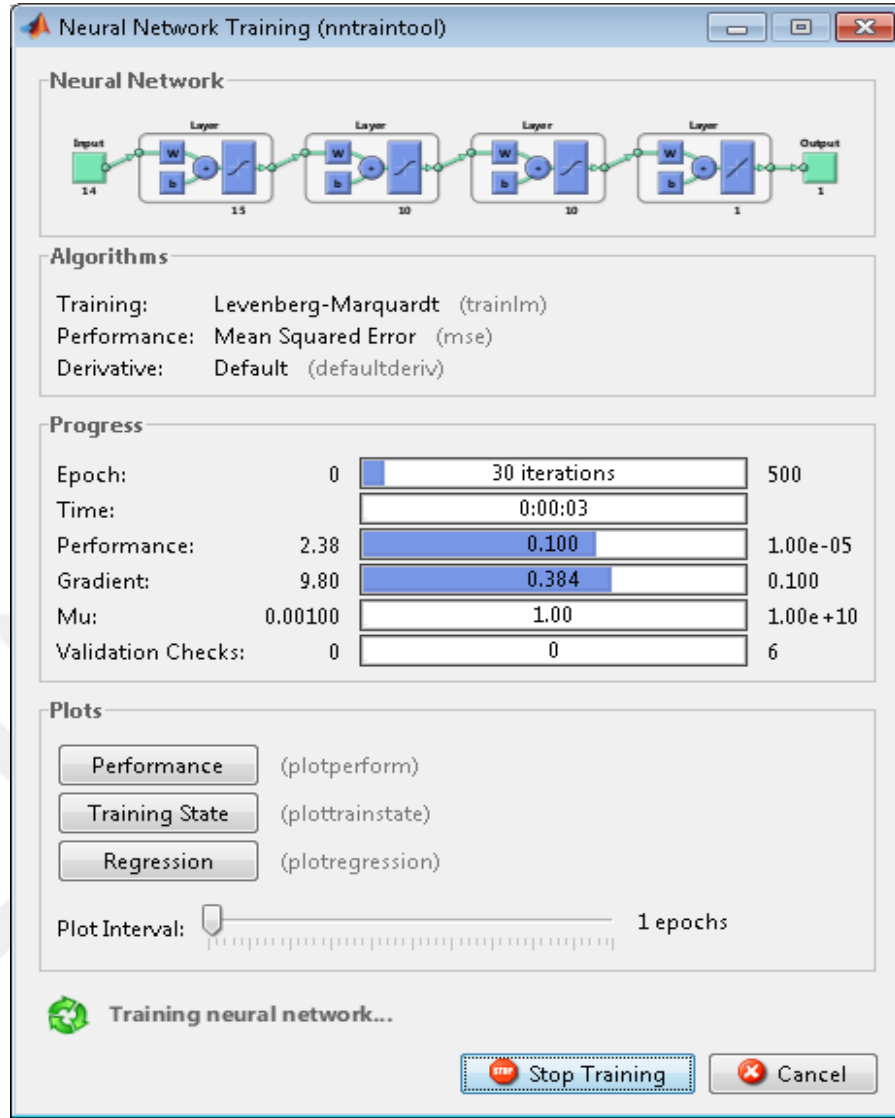 Neural Network Training (nntraintool)
Neural Network
Input Layer Layer Layer Layer Output
W W W W
b b b b
14 15 10 10 1 1
Algorithms
Training: Levenberg-Marquardt (trainlm)
Performance: Mean Squared Error (mse)
Derivative: Default (defaultderiv)
Progress
Epoch: 0 30 iterations 500
Time: 0:00:03
Performance: 2.38 0.100 1.00e-05
Gradient: 9.80 0.384 0.100
Mu: 0.00100 1.00 1.00e+10
Validation Checks: 0 0 6
Plots
Performance (plotperform)
Training State (plottrainstate)
Regression (plotregression)
Plot Interval: 1 epochs
Training neural network...
STOP Stop Training Cancel